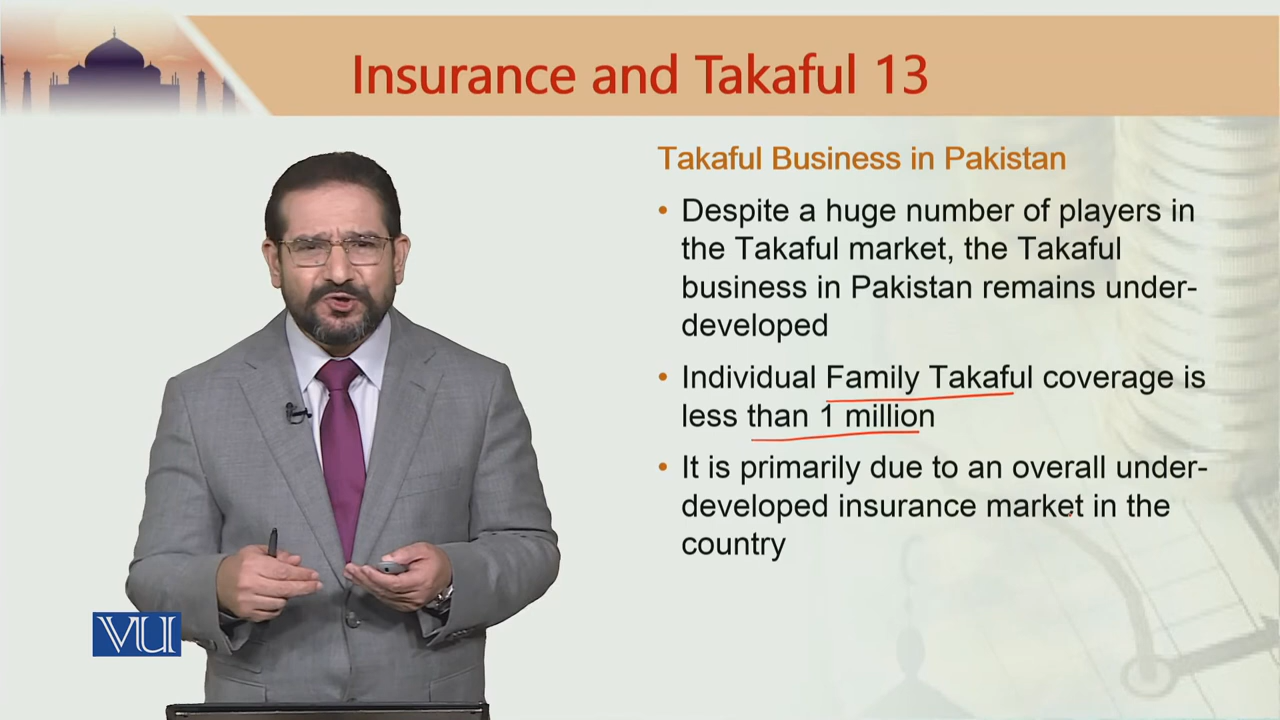 Insurance and Takaful 13
Takaful Business in Pakistan
• Despite a huge number of players in
the Takaful market, the Takaful
business in Pakistan remains under-
developed
• Individual Family Takaful coverage is
less than 1 million
• It is primarily due to an overall under-
developed insurance market in the
country
VU